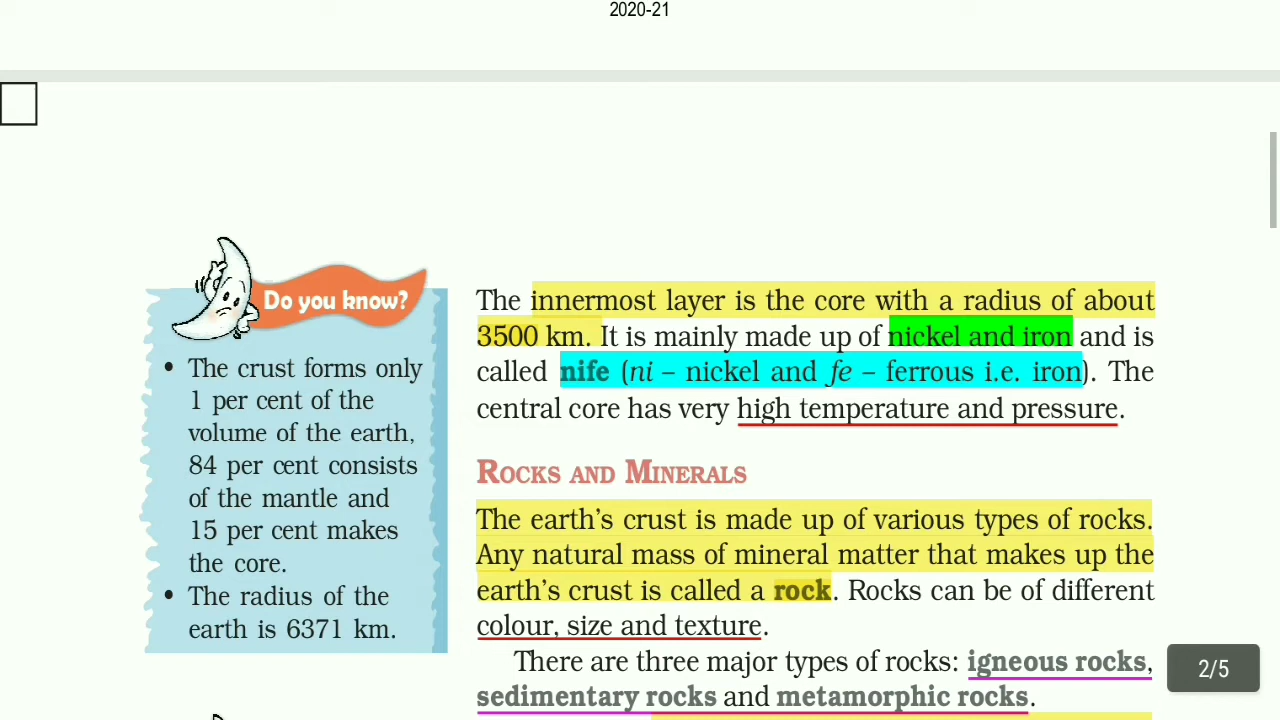 2020-21
Do you know?
• The crust forms only
1 per cent of the
volume of the earth,
84 per cent consists
of the mantle and
15 per cent makes
the core.
• The radius of the
earth is 6371 km.
The innermost layer is the core with a radius of about
3500 km. It is mainly made up of nickel and iron and is
called nife (ni – nickel and fe – ferrous i.e. iron). The
central core has very high temperature and pressure.
ROCKS AND MINERALS
The earth's crust is made up of various types of rocks.
Any natural mass of mineral matter that makes up the
earth's crust is called a rock. Rocks can be of different
colour, size and texture.
There are three major types of rocks: igneous rocks,
sedimentary rocks and metamorphic rocks.
2/5